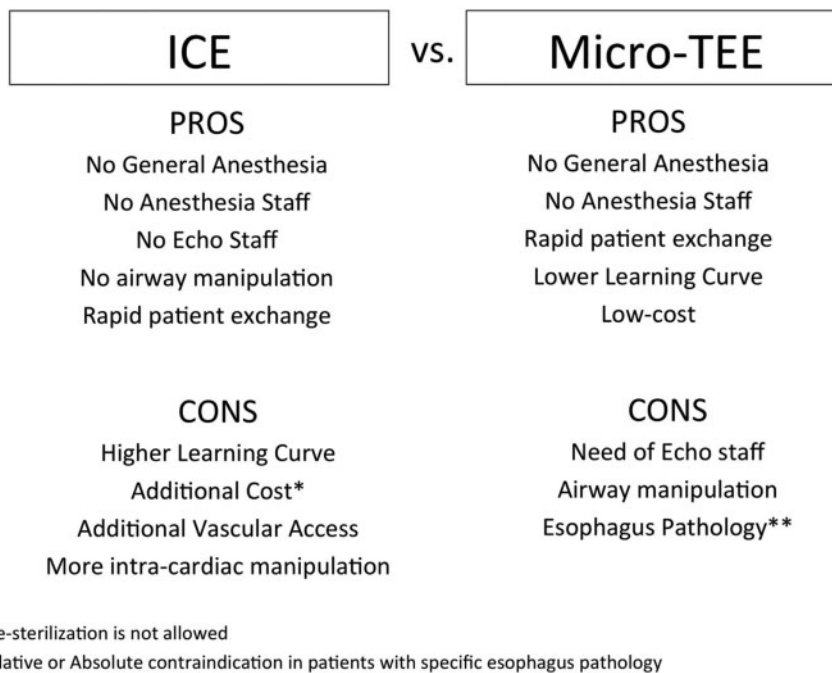 ICE vs. Micro-TEE
PROS
No General Anesthesia
No Anesthesia Staff
No Echo Staff
No airway manipulation
Rapid patient exchange
CONS
Higher Learning Curve
Additional Cost*
Additional Vascular Access
More intra-cardiac manipulation
PROS
No General Anesthesia
No Anesthesia Staff
Rapid patient exchange
Lower Learning Curve
Low-cost
CONS
Need of Echo staff
Airway manipulation
Esophagus Pathology**
e-sterilization is not allowed
lative or Absolute contraindication in patients with specific esophagus pathology